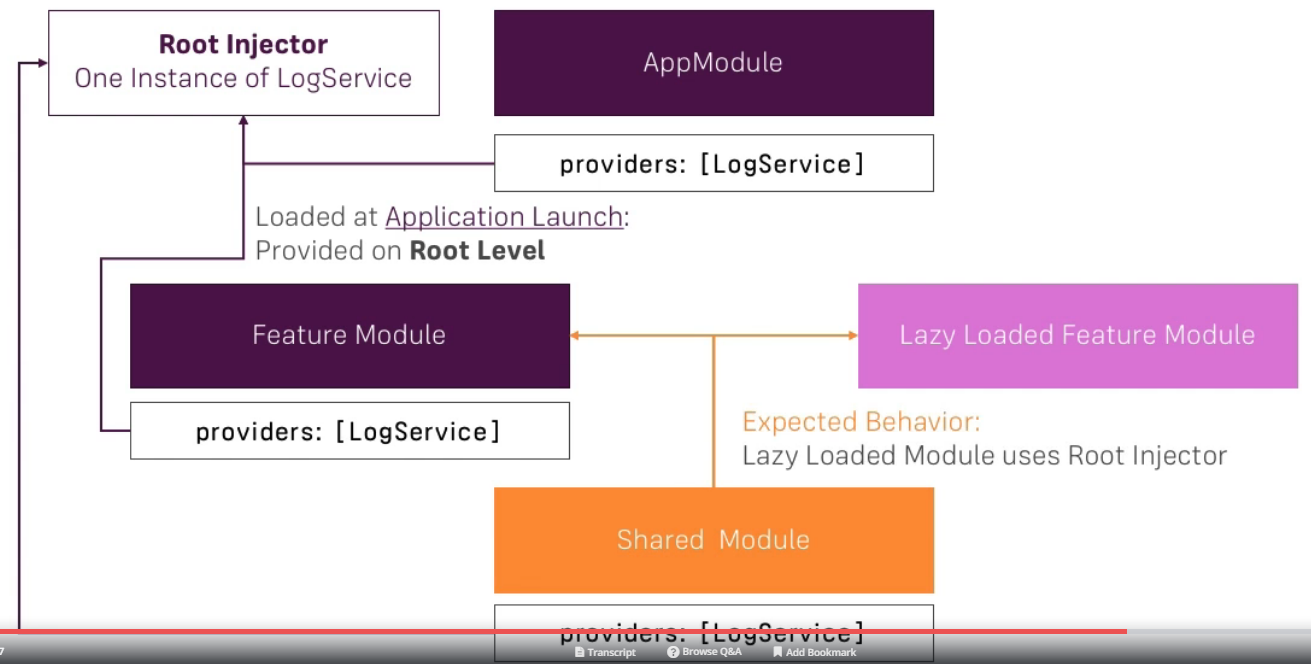 Root Injector
One Instance of LogService
AppModule
providers: [LogService]
Loaded at Application Launch:
Provided on Root Level
Feature Module
Lazy Loaded Feature Module
providers: [LogService]
Expected Behavior:
Lazy Loaded Module uses Root Injector
Shared Module
providers: [LogService]
7
Transcript
Browse Q&A
Add Bookmark